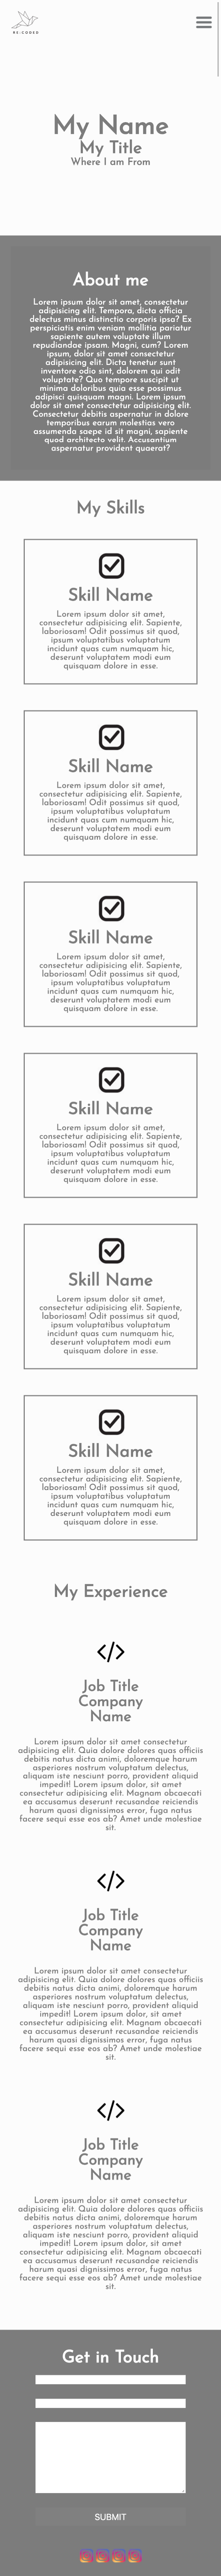 RE-CODED
My Name
My Title
Where I am From
About me
Lorem ipsum dolor sit amet, consectetur
adipisicing elit. Tempora, dicta officia
delectus minus distinctio corporis ipsa? Ex
perspiciatis enim veniam mollitia pariatur
sapiente autem voluptate illum
repudiandae ipsam. Magni, cum? Lorem
ipsum, dolor sit amet consectetur
adipisicing elit. Dicta tenetur sunt
inventore odio sint, dolorem qui odit
voluptate? Quo tempore suscipit ut
minima doloribus quia esse possimus
adipisci quisquam magni. Lorem ipsum
dolor sit amet consectetur adipisicing elit.
Consectetur debitis aspernatur in dolore
temporibus earum molestias vero
assumenda saepe id sit magni, sapiente
quod architecto velit. Accusantium
aspernatur provident quaerat?
My Skills
Skill Name
Lorem ipsum dolor sit amet,
consectetur adipisicing elit. Sapiente,
laboriosam! Odit possimus sit quod,
ipsum voluptatibus voluptatum
incidunt quas cum numquam hic,
deserunt voluptatem modi eum
quisquam dolor in esse.
Skill Name
Lorem ipsum dolor sit amet,
consectetur adipisicing elit. Sapiente,
laboriosam! Odit possimus sit quod,
ipsum voluptatibus voluptatum
incidunt quas cum numquam hic,
deserunt voluptatem modi eum
quisquam dolor in esse.
Skill Name
Lorem ipsum dolor sit amet,
consectetur adipisicing elit. Sapiente,
laboriosam! Odit possimus sit quod,
ipsum voluptatibus voluptatum
incidunt quas cum numquam hic,
deserunt voluptatem modi eum
quisquam dolor in esse.
Skill Name
Lorem ipsum dolor sit amet,
consectetur adipisicing elit. Sapiente,
laboriosam! Odit possimus sit quod,
ipsum voluptatibus voluptatum
incidunt quas cum numquam hic,
deserunt voluptatem modi eum
quisquam dolor in esse.
Skill Name
Lorem ipsum dolor sit amet,
consectetur adipisicing elit. Sapiente,
laboriosam! Odit possimus sit quod,
ipsum voluptatibus voluptatum
incidunt quas cum numquam hic,
deserunt voluptatem modi eum
quisquam dolor in esse.
Skill Name
Lorem ipsum dolor sit amet,
consectetur adipisicing elit. Sapiente,
laboriosam! Odit possimus sit quod,
ipsum voluptatibus voluptatum
incidunt quas cum numquam hic,
deserunt voluptatem modi eum
quisquam dolor in esse.
My Experience
Job Title
Company
Name
Lorem ipsum dolor sit amet consectetur
adipisicing elit. Quia dolore dolores quas officiis
debitis natus dicta animi, doloremque harum
asperiores nostrum voluptatum delectus,
aliquam iste nesciunt porro, provident aliquid
impedit! Lorem ipsum dolor, sit amet
consectetur adipisicing elit. Magnam obcaecati
ea accusamus deserunt recusandae reiciendis
harum quasi dignissimos error, fuga natus
facere sequi esse eos ab? Amet unde molestiae
sit.
Job Title
Company
Name
Lorem ipsum dolor sit amet consectetur
adipisicing elit. Quia dolore dolores quas officiis
debitis natus dicta animi, doloremque harum
asperiores nostrum voluptatum delectus,
aliquam iste nesciunt porro, provident aliquid
impedit! Lorem ipsum dolor, sit amet
consectetur adipisicing elit. Magnam obcaecati
ea accusamus deserunt recusandae reiciendis
harum quasi dignissimos error, fuga natus
facere sequi esse eos ab? Amet unde molestiae
sit.
Job Title
Company
Name
Lorem ipsum dolor sit amet consectetur
adipisicing elit. Quia dolore dolores quas officiis
debitis natus dicta animi, doloremque harum
asperiores nostrum voluptatum delectus,
aliquam iste nesciunt porro, provident aliquid
impedit! Lorem ipsum dolor, sit amet
consectetur adipisicing elit. Magnam obcaecati
ea accusamus deserunt recusandae reiciendis
harum quasi dignissimos error, fuga natus
facere sequi esse eos ab? Amet unde molestiae
sit.
Get in Touch
SUBMIT